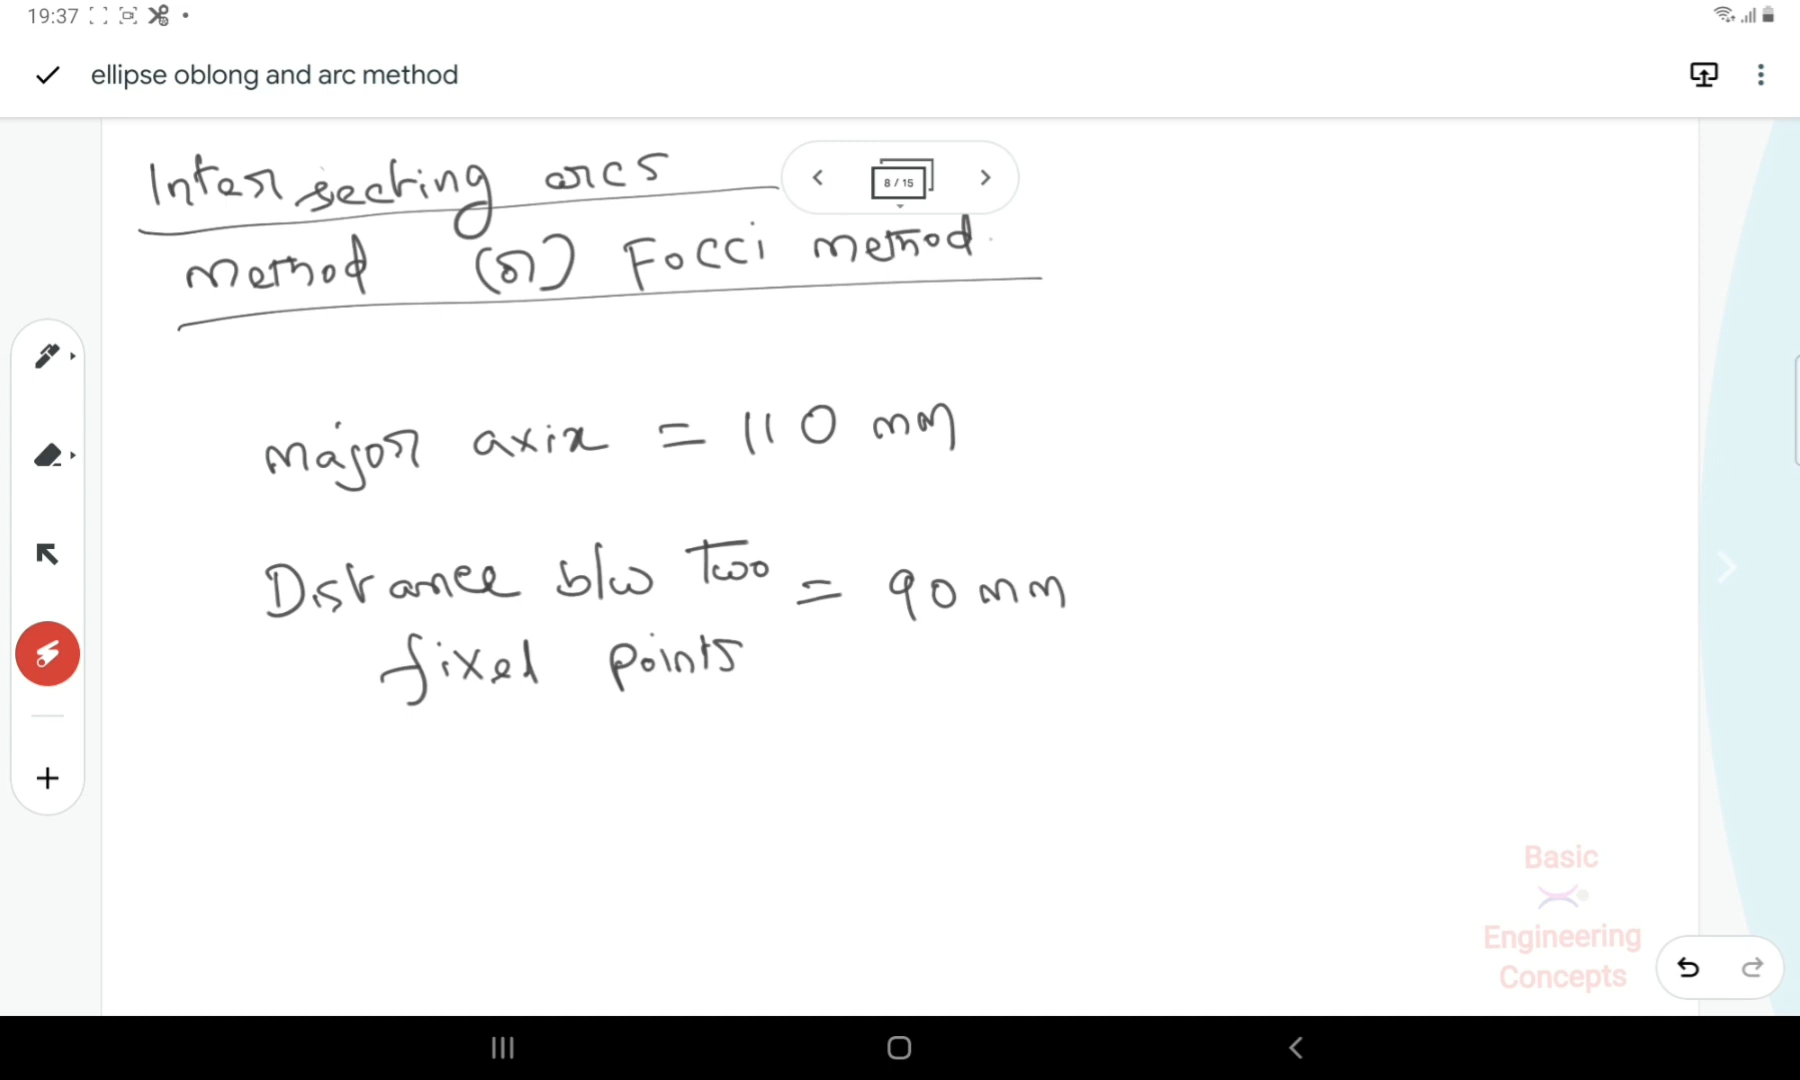 19:37
ellipse oblong and arc method
Intersecting arcs
8 / 15
method (or) Focci method.
major axix = 110 mm
Distance b/w Two = 90 mm
fixed points
Basic
Engineering
Concepts